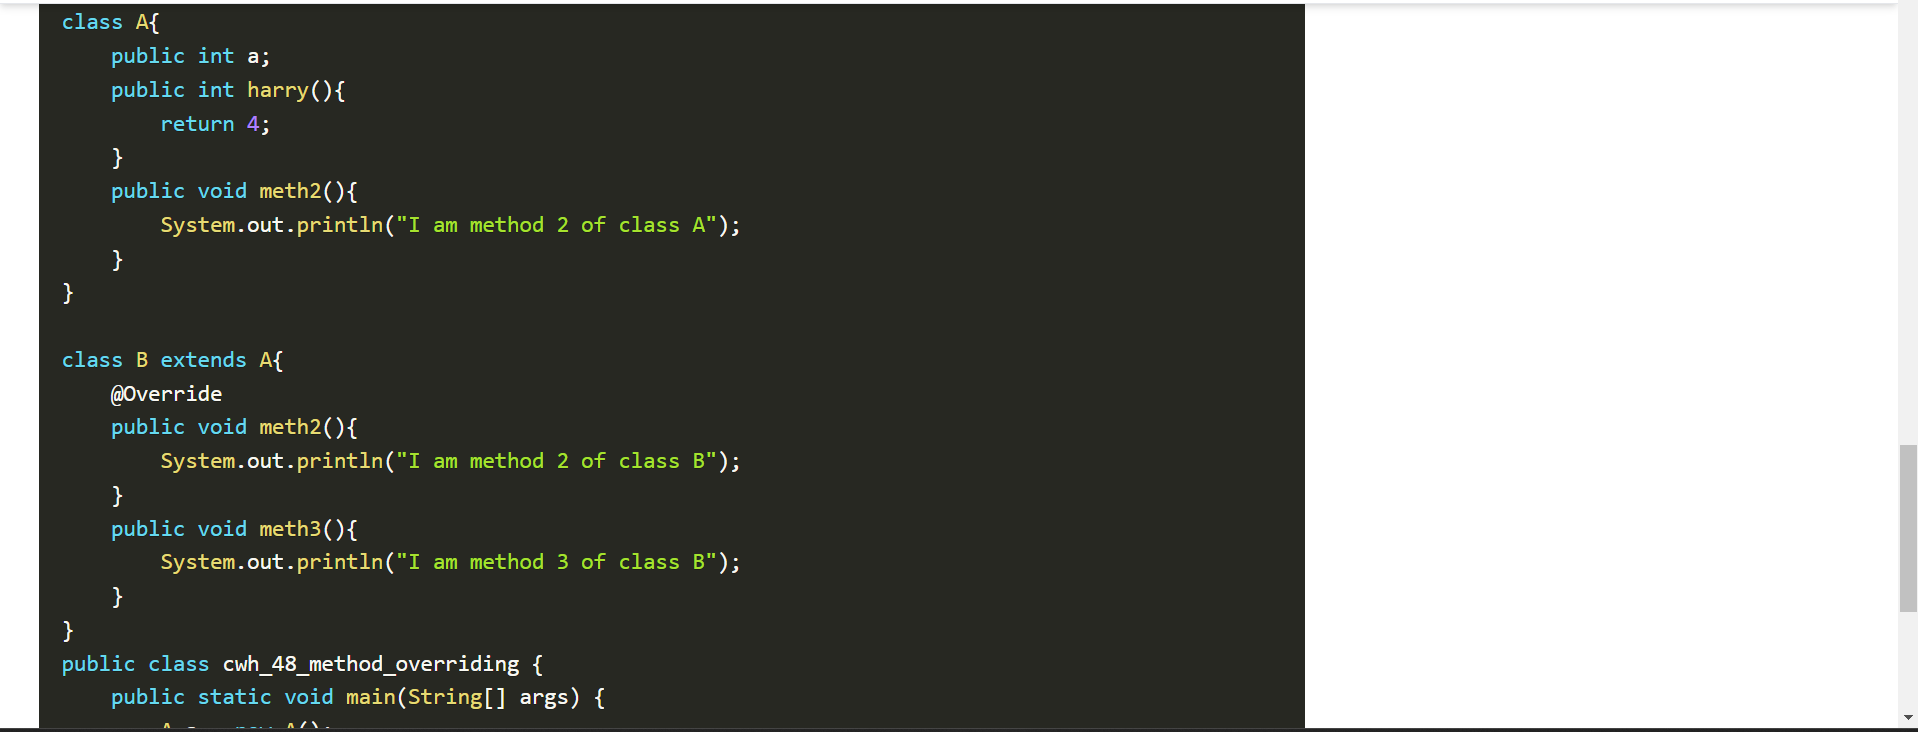 class A{
    public int a;
    public int harry(){
        return 4;
    }
    public void meth2(){
        System.out.println("I am method 2 of class A");
    }
}

class B extends A{
    @Override
    public void meth2(){
        System.out.println("I am method 2 of class B");
    }
    public void meth3(){
        System.out.println("I am method 3 of class B");
    }
}
public class cwh_48_method_overriding {
    public static void main(String[] args) {